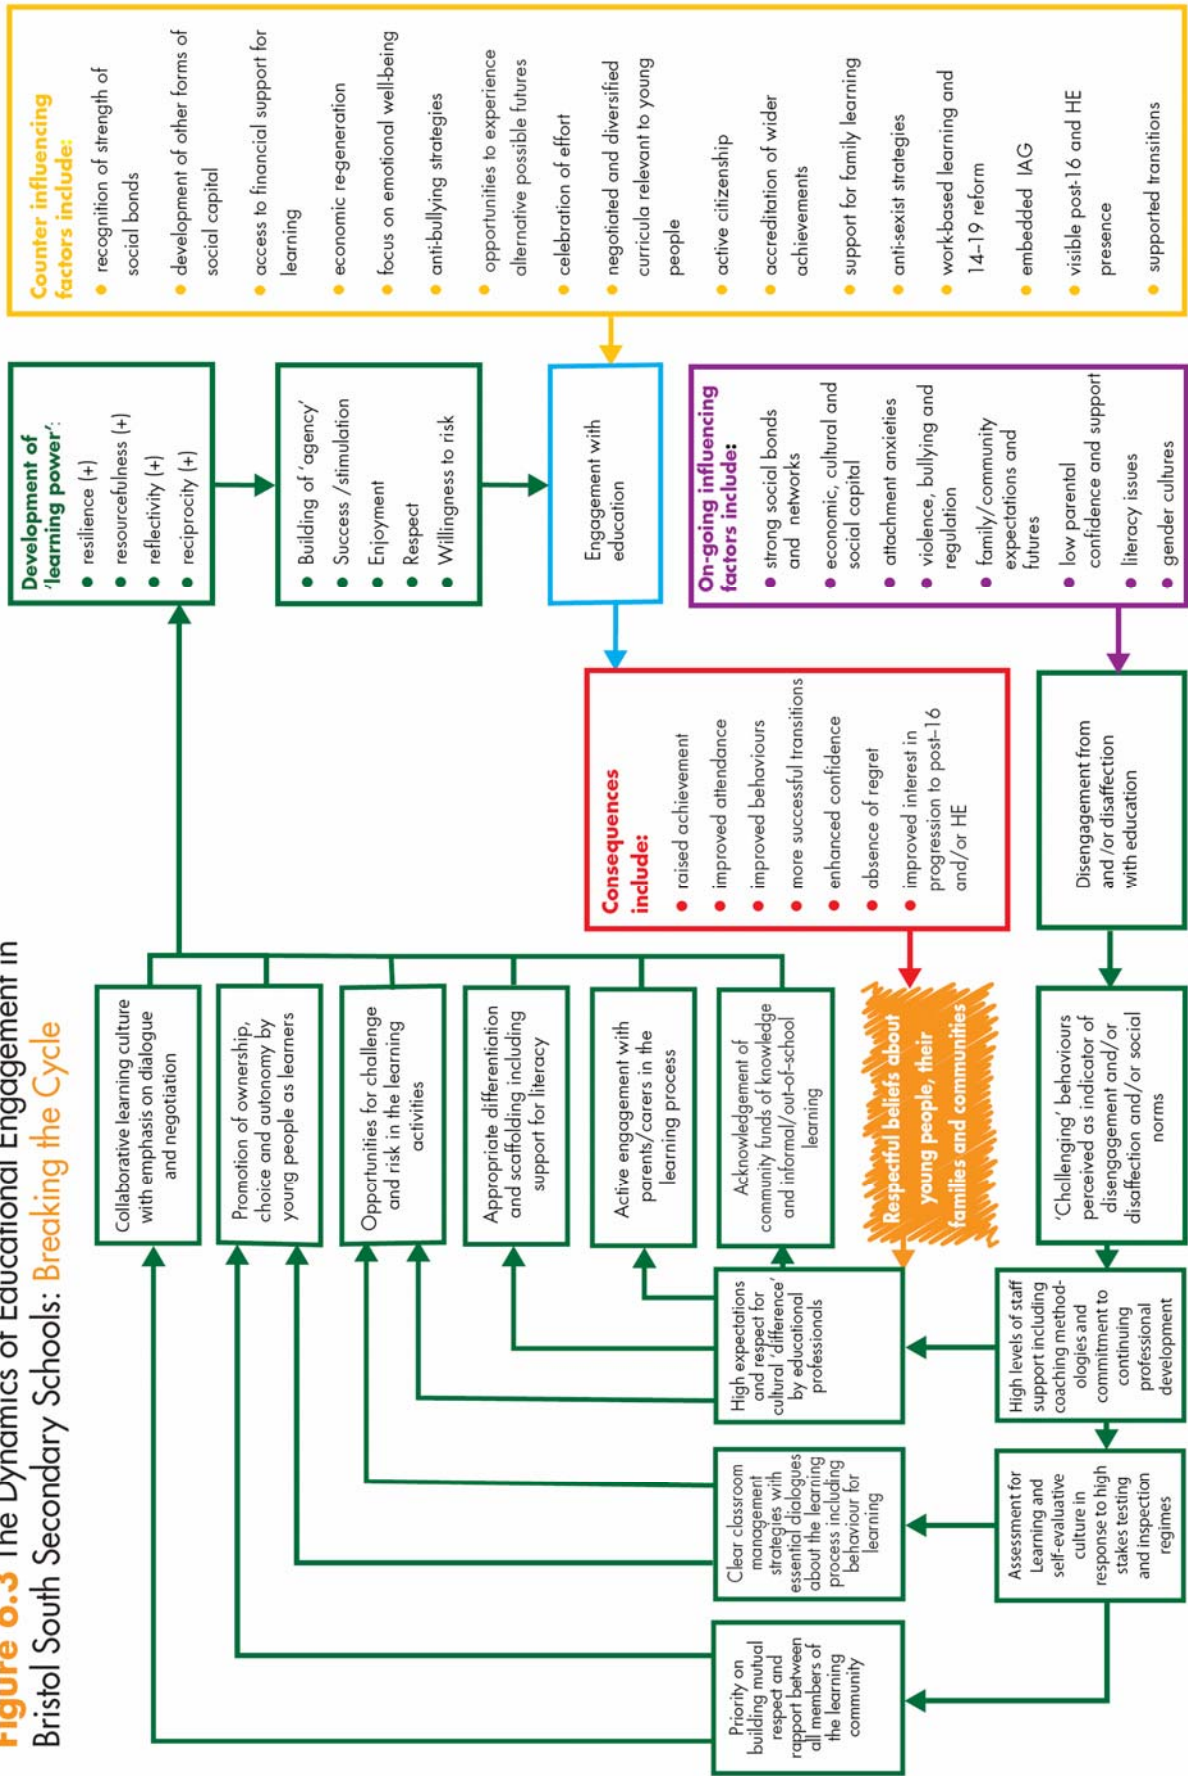 Figure 6.3 The Dynamics of Educational Engagement in
Bristol South Secondary Schools: Breaking the Cycle
Collaborative learning culture
with emphasis on dialogue
and negotiation
Promotion of ownership,
choice and autonomy by
young people as learners
Opportunities for challenge
and risk in the learning
activities
Appropriate differentiation
and scaffolding including
support for literacy
Active engagement with
parents/carers in the
learning process
Acknowledgement of
community funds of knowledge
and informal/out-of-school
learning
Priority on
building mutual
respect and
rapport between
all members of
the learning
community
Clear classroom
management
strategies with
essential dialogues
about the learning
process including
behaviour for
learning
High expectations
and respect for
cultural 'difference'
by educational
professionals
Respectful beliefs about
young people, their
families and communities
Assessment for
Learning and
self-evaluative
culture in
response to high
stakes testing
and inspection
regimes
High levels of staff
support including
coaching method-
ologies and
commitment to
continuing
professional
development
'Challenging' behaviours
perceived as indicator of
disengagement and/or
disaffection and/or social
norms
Disengagement from
and /or disaffection
with education
Consequences
include:
• raised achievement
• improved attendance
• improved behaviours
• more successful transitions
• enhanced confidence
• absence of regret
• improved interest in
progression to post–16
and/or HE
Development of
'learning power':
• resilience (+)
• resourcefulness (+)
• reflectivity (+)
• reciprocity (+)
• Building of 'agency'
• Success /stimulation
• Enjoyment
• Respect
• Willingness to risk
Engagement with
education
On-going influencing
factors include:
• strong social bonds
and networks
• economic, cultural and
social capital
• attachment anxieties
• violence, bullying and
regulation
• family/community
expectations and
futures
• low parental
confidence and support
• literacy issues
• gender cultures
Counter influencing
factors include:
• recognition of strength of
social bonds
• development of other forms of
social capital
• access to financial support for
learning
• economic re-generation
• focus on emotional well-being
• anti-bullying strategies
• opportunities to experience
alternative possible futures
• celebration of effort
• negotiated and diversified
curricula relevant to young
people
• active citizenship
• accreditation of wider
achievements
• support for family learning
• anti-sexist strategies
• work-based learning and
14–19 reform
• embedded IAG
• visible post-16 and HE
presence
• supported transitions